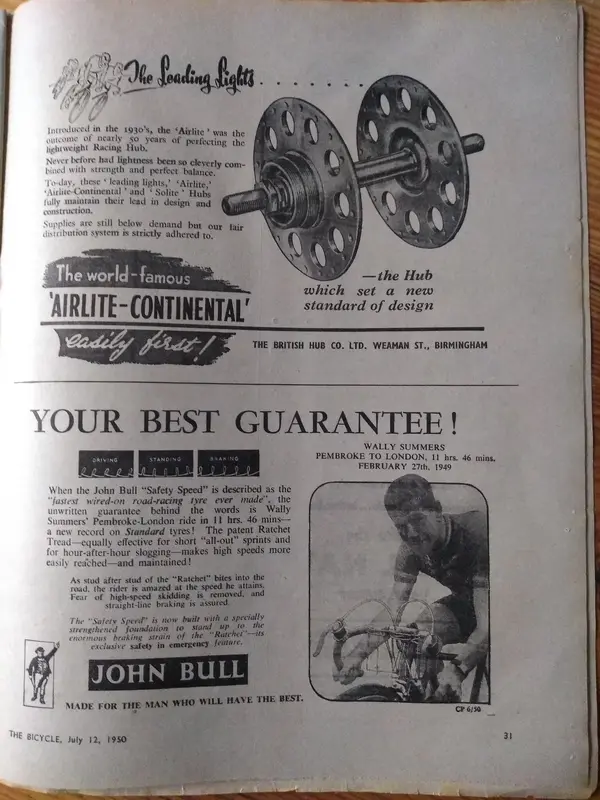 The Leading Lights . . . . . . .
Introduced in the 1930's, the 'Airlite' was the
outcome of nearly 50 years of perfecting the
lightweight Racing Hub.
Never before had lightness been so cleverly com-
bined with strength and perfect balance.
To-day, these 'leading lights,' 'Airlite,'
'Airlite-Continental' and 'Solite' Hubs
fully maintain their lead in design and
construction.
Supplies are still below demand but our fair
distribution system is strictly adhered to.
The world-famous
'AIRLITE-CONTINENTAL'
easily first!
—the Hub
which set a new
standard of design
THE BRITISH HUB CO. LTD. WEAMAN ST., BIRMINGHAM
YOUR BEST GUARANTEE!
DRIVING STANDING BRAKING
When the John Bull "Safety Speed" is described as the
"fastest wired-on road-racing tyre ever made", the
unwritten guarantee behind the words is Wally
Summers' Pembroke-London ride in 11 hrs. 46 mins—
a new record on Standard tyres! The patent Ratchet
Tread—equally effective for short "all-out" sprints and
for hour-after-hour slogging—makes high speeds more
easily reached—and maintained!
As stud after stud of the "Ratchet" bites into the
road, the rider is amazed at the speed he attains.
Fear of high-speed skidding is removed, and
straight-line braking is assured.
The "Safety Speed" is now built with a specially
strengthened foundation to stand up to the
enormous braking strain of the "Ratchet"—its
exclusive safety in emergency feature.
JOHN BULL
MADE FOR THE MAN WHO WILL HAVE THE BEST.
WALLY SUMMERS
PEMBROKE TO LONDON, 11 hrs. 46 mins.
FEBRUARY 27th, 1949
CP 6/50
THE BICYCLE, July 12, 1950
31